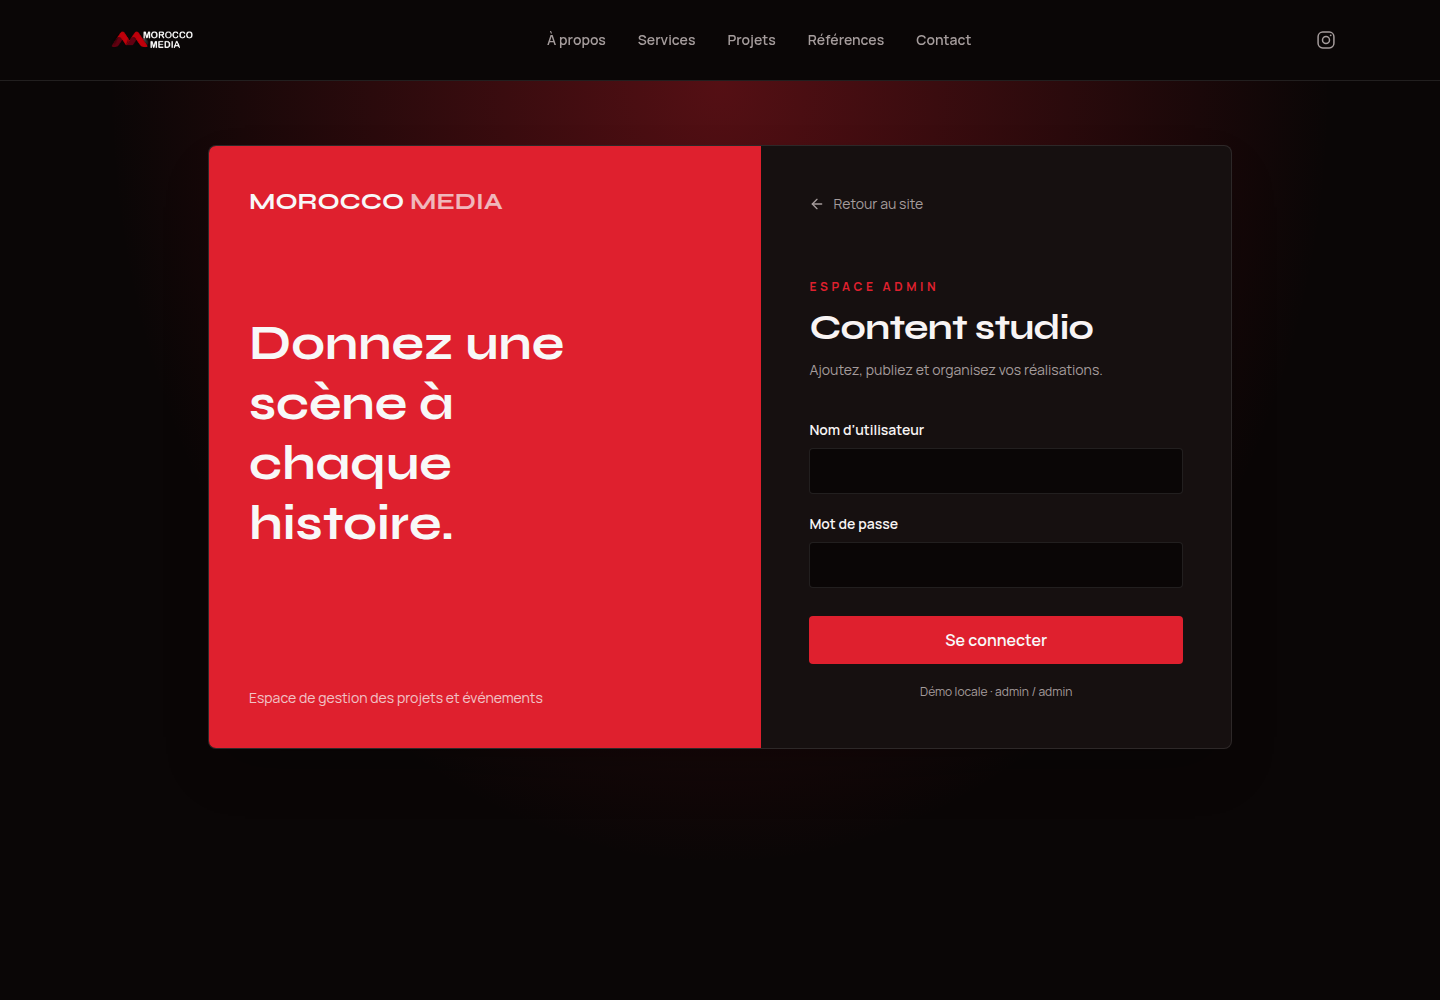 MOROCCO
MEDIA
À propos
Services
Projets
Références
Contact
MOROCCO MEDIA
Donnez une
scène à
chaque
histoire.
Espace de gestion des projets et événements
Retour au site
ESPACE ADMIN
Content studio
Ajoutez, publiez et organisez vos réalisations.
Nom d'utilisateur
Mot de passe
Se connecter
Démo locale · admin / admin